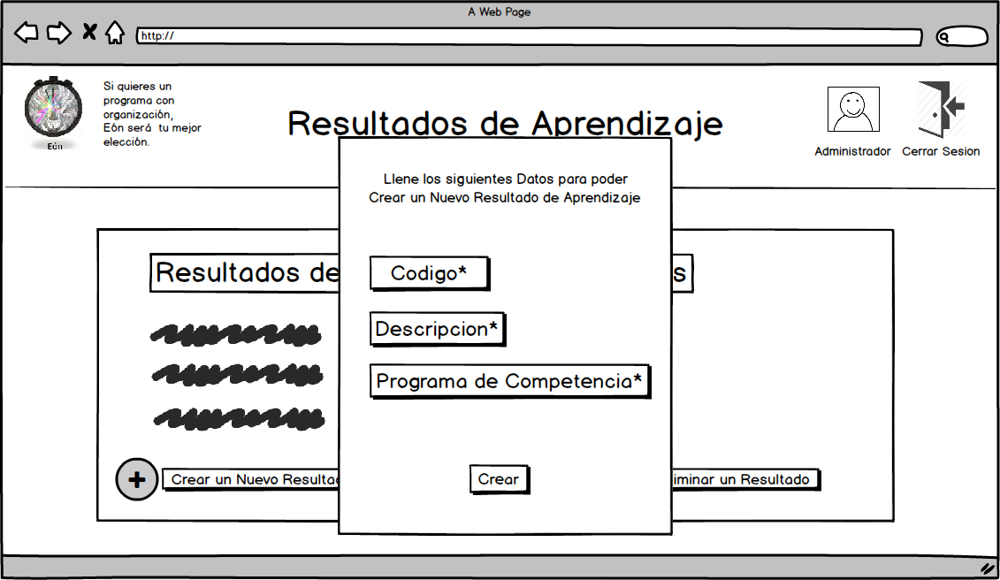 A Web Page
http://
Si quieres un
programa con
organización,
Eón será tu mejor
elección.
Eón
Resultados de Aprendizaje
Administrador
Cerrar Sesion
Llene los siguientes Datos para poder
Crear un Nuevo Resultado de Aprendizaje
Resultados de
s
Codigo*
Descripcion*
Programa de Competencia*
Crear un Nuevo Resulta
Crear
iminar un Resultado